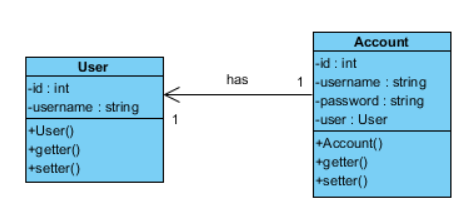 User
-id : int
-username : string
+User()
+getter()
+setter()
has
1
1
Account
-id : int
-username : string
-password : string
-user : User
+Account()
+getter()
+setter()